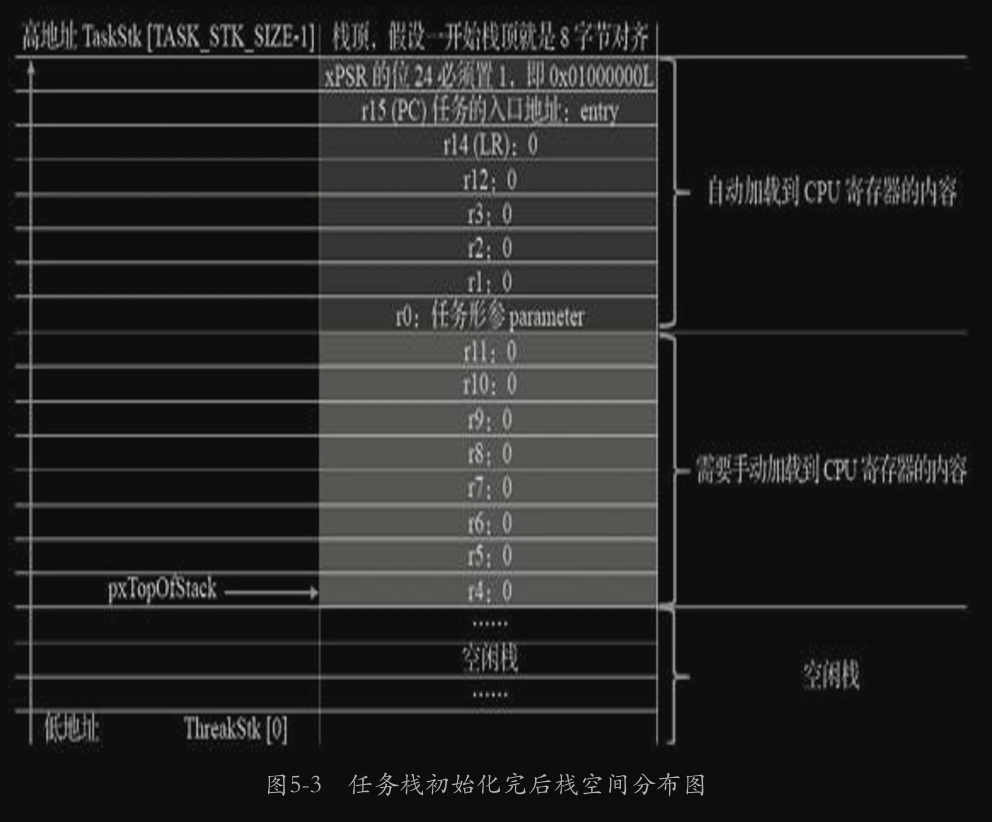 高地址 TaskStk [TASK_STK_SIZE-1] 栈顶，假设一开始栈顶就是 8 字节对齐
xPSR 的位 24 必须置 1，即 0x01000000L
r15 (PC) 任务的入口地址：entry
r14 (LR)：0
r12：0
自动加载到 CPU 寄存器的内容
r3：0
r2：0
r1：0
r0：任务形参 parameter
r11：0
r10：0
r9：0
r8：0
需要手动加载到 CPU 寄存器的内容
r7：0
r6：0
r5：0
pxTopOfStack
r4：0
……
空闲栈
空闲栈
……
低地址 ThreakStk [0]
图5-3 任务栈初始化完后栈空间分布图